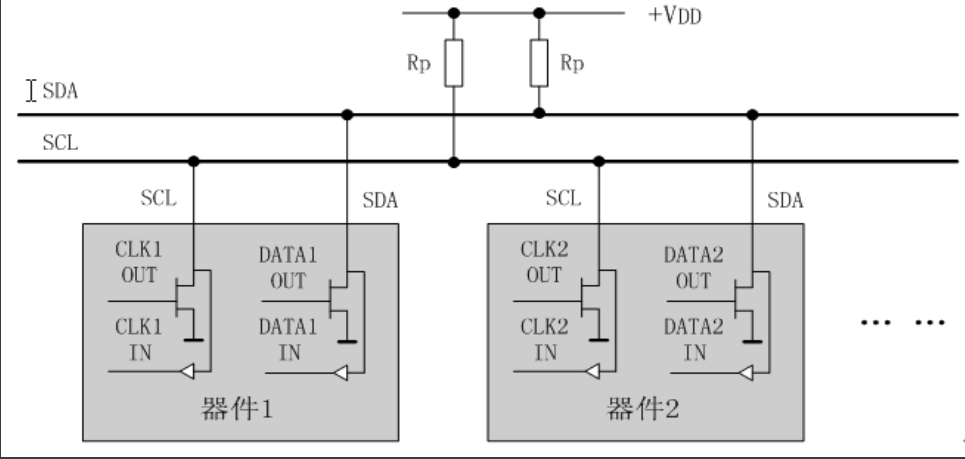 +VDD
Rp
Rp
SDA
SCL
SCL
SDA
SCL
SDA
CLK1
OUT
DATA1
OUT
CLK1
IN
DATA1
IN
器件1
CLK2
OUT
DATA2
OUT
CLK2
IN
DATA2
IN
器件2
... ...